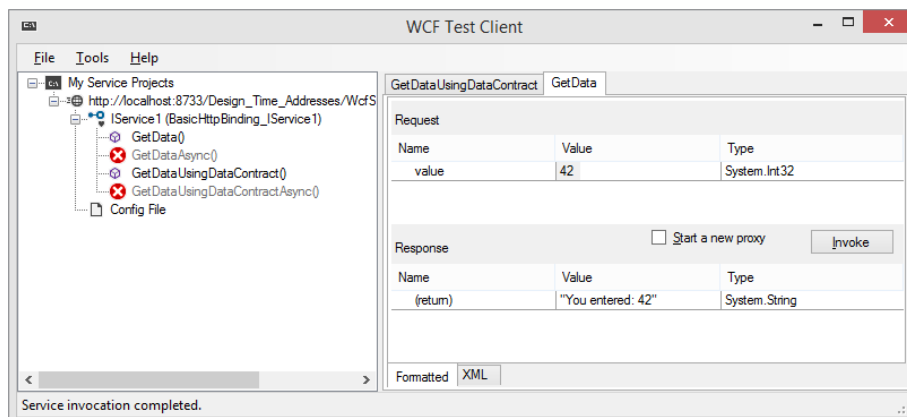 WCF Test Client
File Tools Help
My Service Projects
http://localhost:8733/Design_Time_Addresses/WcfS
IService1 (BasicHttpBinding_IService1)
GetData()
GetDataAsync()
GetDataUsingDataContract()
GetDataUsingDataContractAsync()
Config File
GetDataUsingDataContract GetData
Request
Name Value Type
value 42 System.Int32
Response Start a new proxy Invoke
Name Value Type
(return) "You entered: 42" System.String
Formatted XML
Service invocation completed.